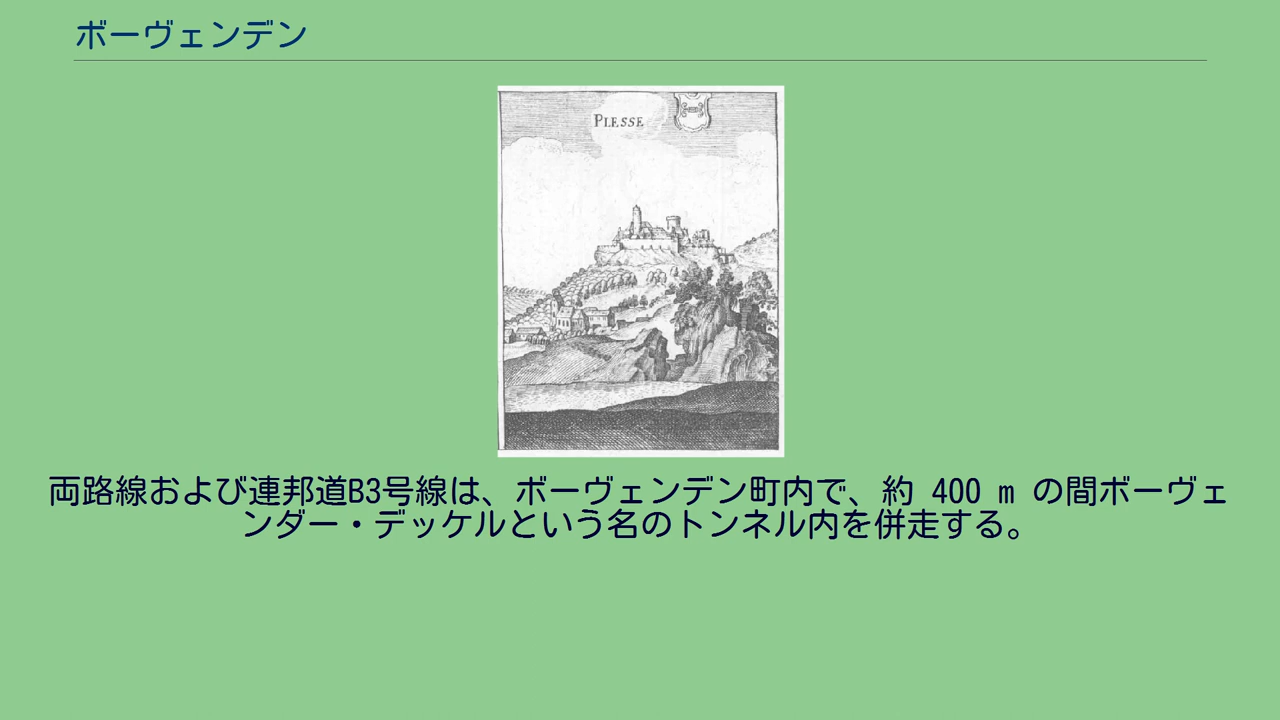 ボーヴェンデン
PLESSE
両路線および連邦道B3号線は、ボーヴェンデン町内で、約 400 m の間ボーヴェ
ンダー・デッケルという名のトンネル内を併走する。